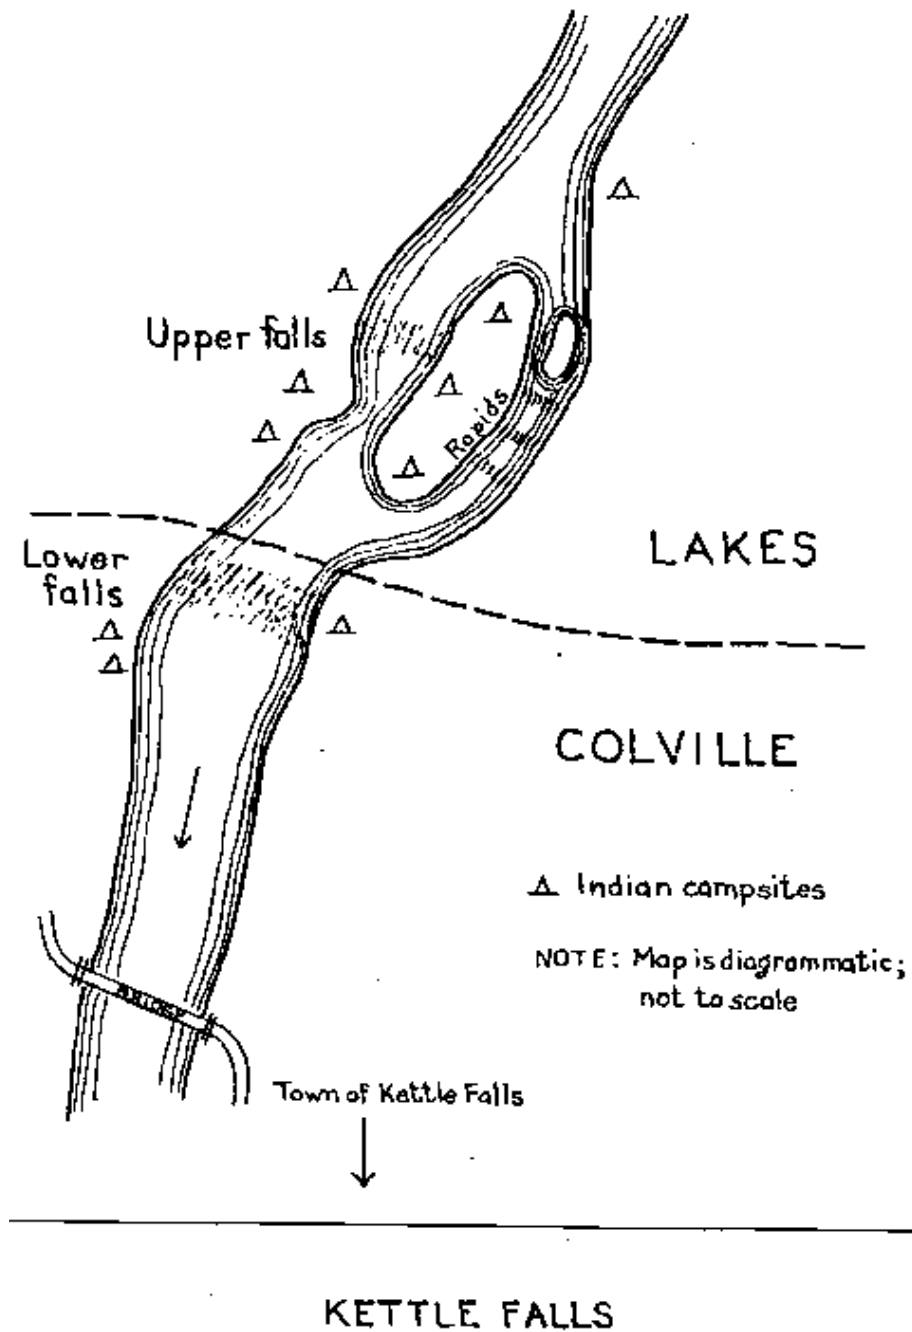 Upper falls
Rapids
LAKES
Lower
falls
COLVILLE
Indian campsites
NOTE: Map is diagrammatic;
not to scale
BRIDGE
Town of Kettle Falls
KETTLE FALLS